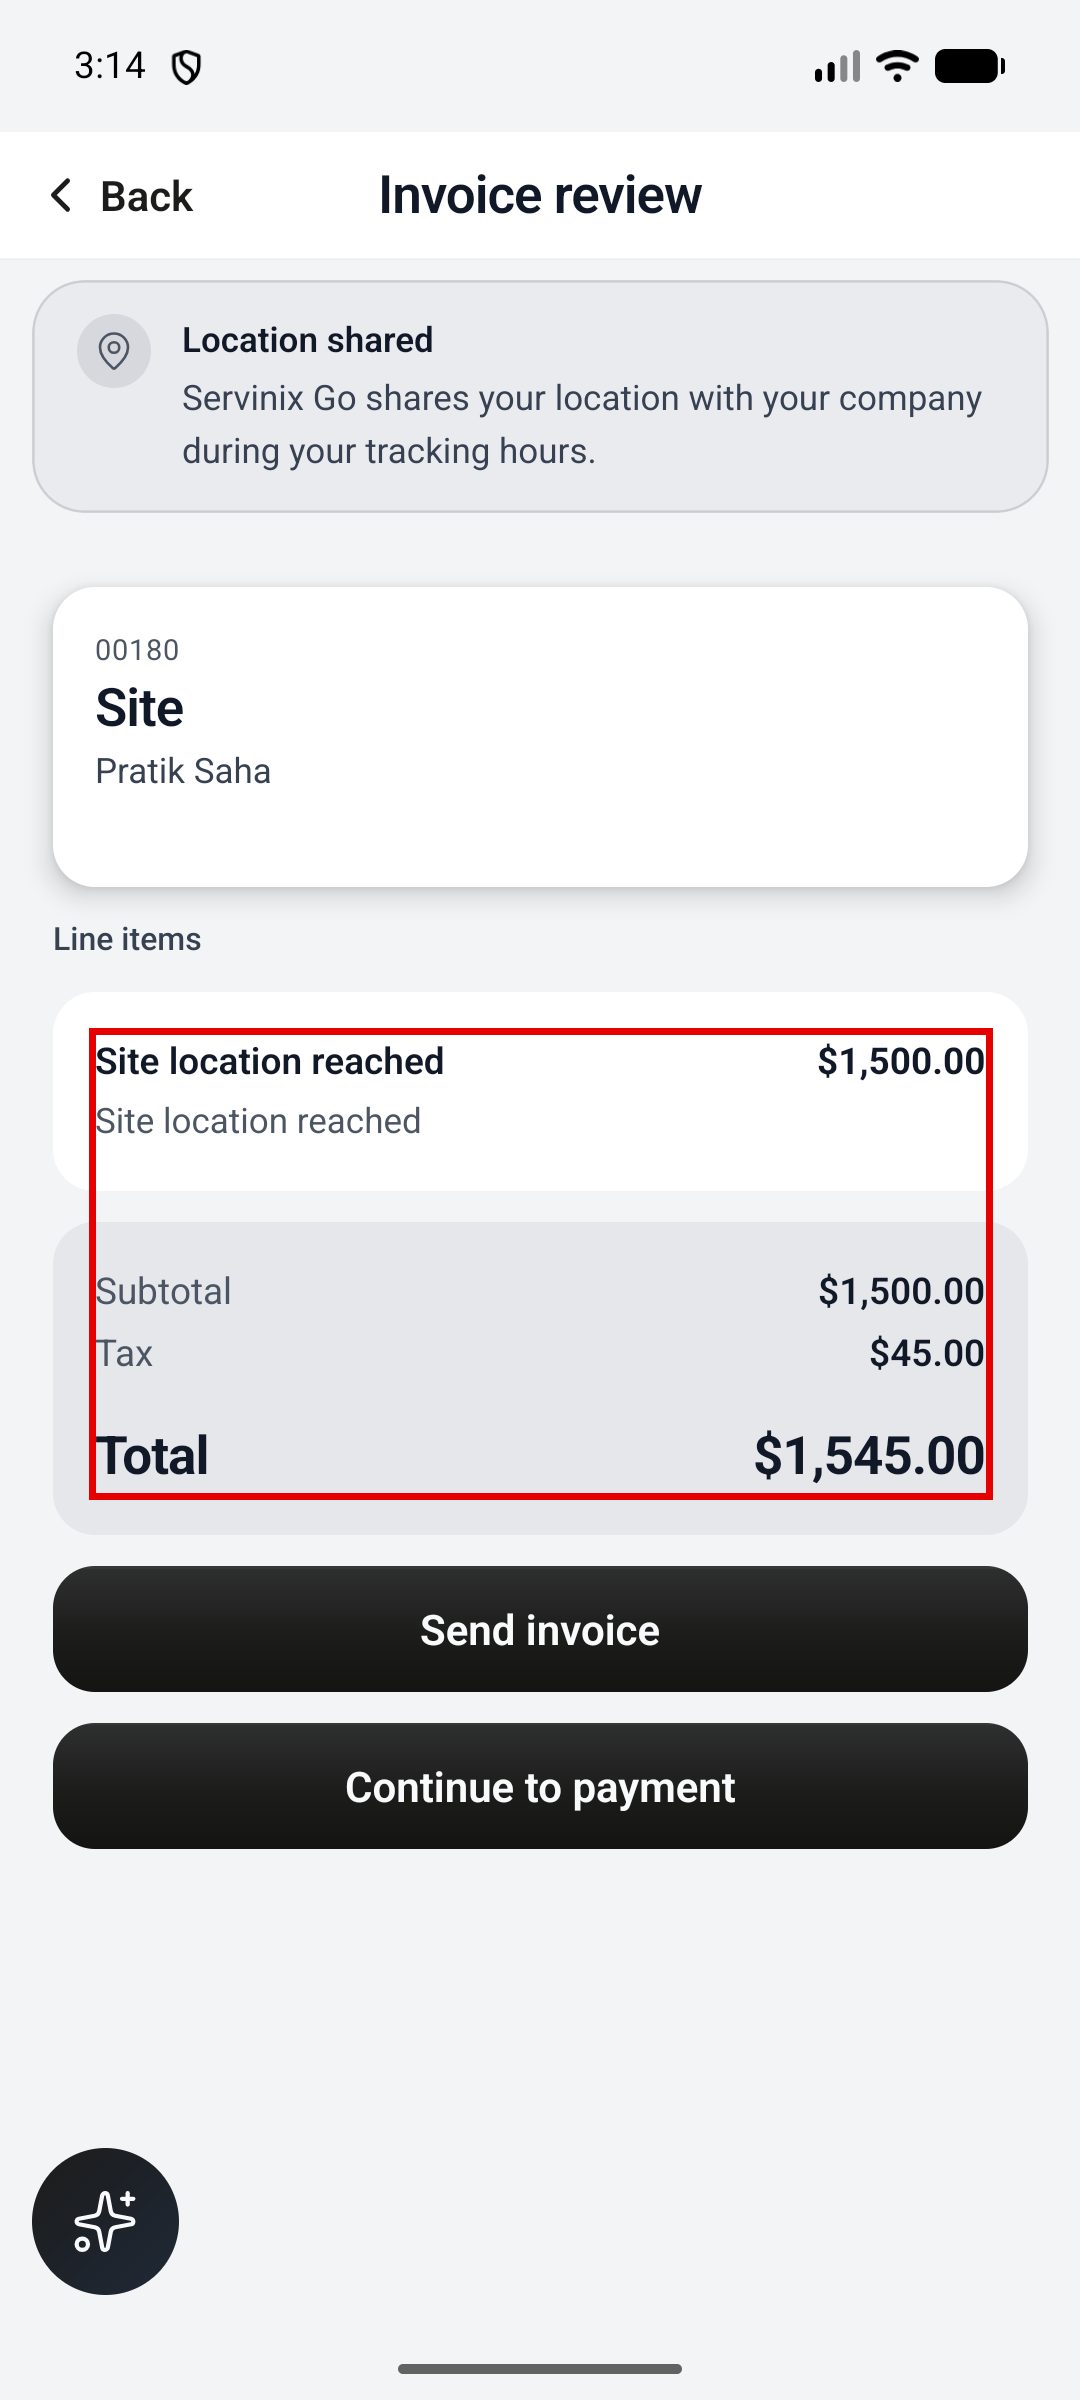 3:14
Back
Invoice review
Location shared
Servinix Go shares your location with your company
during your tracking hours.
00180
Site
Pratik Saha
Line items
Site location reached $1,500.00
Site location reached
Subtotal $1,500.00
Tax $45.00
Total $1,545.00
Send invoice
Continue to payment